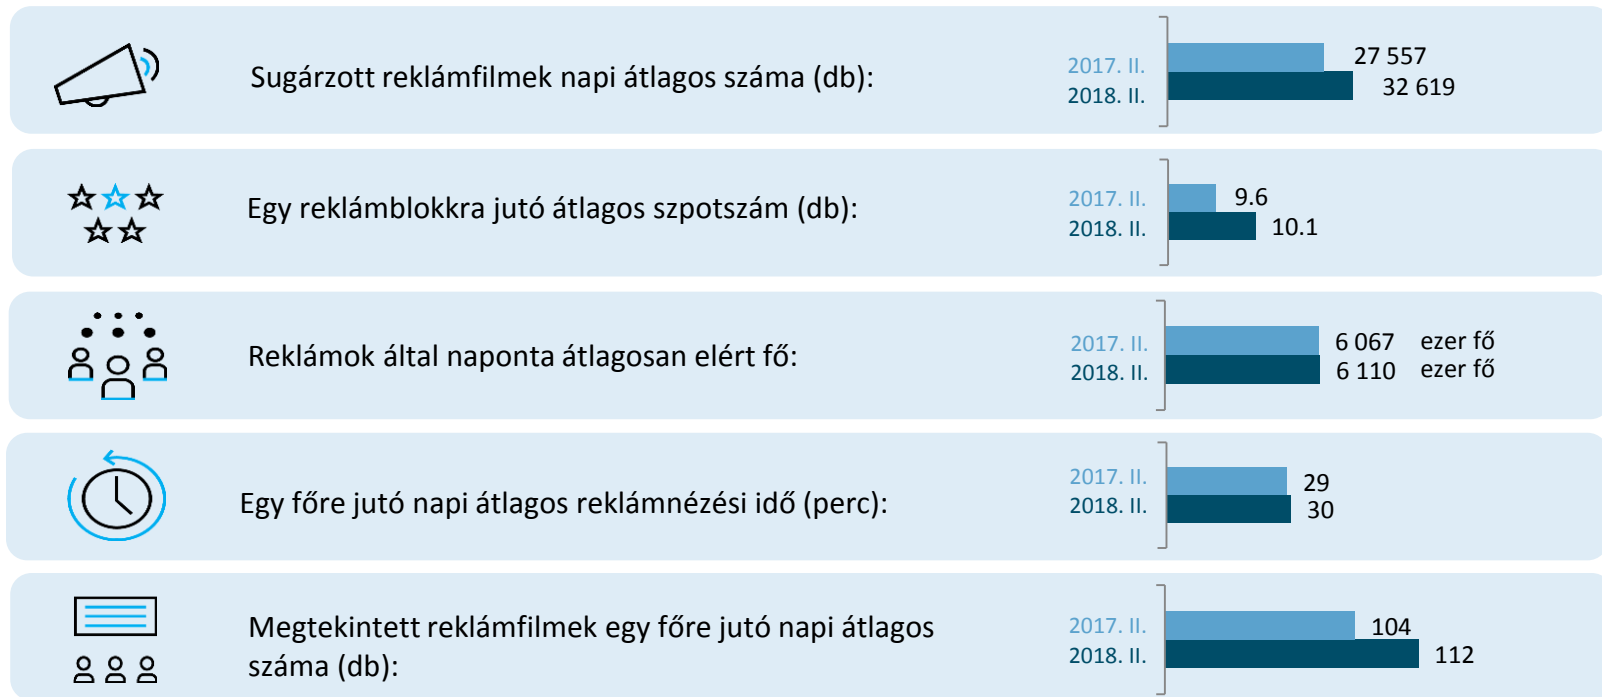 Sugárzott reklámfilmek napi átlagos száma (db):
2017. II.
27 557
2018. II.
32 619
Egy reklámblokkra jutó átlagos szpotszám (db):
2017. II.
9.6
2018. II.
10.1
Reklámok által naponta átlagosan elért fő:
2017. II.
6 067 ezer fő
2018. II.
6 110 ezer fő
Egy főre jutó napi átlagos reklámnézési idő (perc):
2017. II.
29
2018. II.
30
Megtekintett reklámfilmek egy főre jutó napi átlagos
száma (db):
2017. II.
104
2018. II.
112